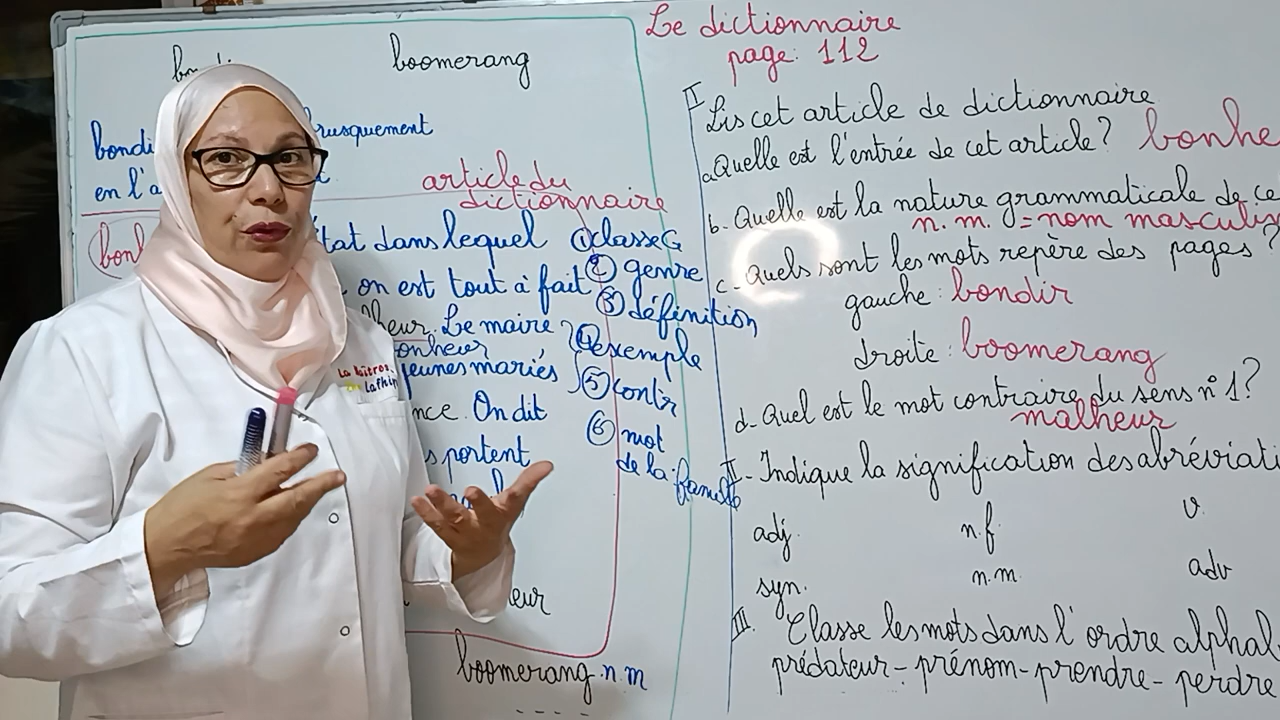 boomerang
brusquement
en l'a
article du
dictionnaire
état dans lequel
on est tout à fait
heur. Le maire
onheur
jeunes mariés
nce. On dit
s portent
eur
boomerang. n. m
① classe G
② genre
③ définition
④ exemple
⑤ contr
⑥ mot
de la famille
La Maitresse
Le dictionnaire
page: 112
I Lis cet article de dictionnaire
a. Quelle est l'entrée de cet article? bonhe
b- Quelle est la nature grammaticale de ce
n. m. = nom masculin
c- Quels sont les mots repère des pages?
gauche: bondir
droite: boomerang
d- Quel est le mot contraire du sens n° 1?
malheur
II- Indique la signification des abréviati
adj. n.f v.
syn. n.m adv
III. Classe les mots dans l'ordre alphab
prédateur - prénom - prendre - perdre